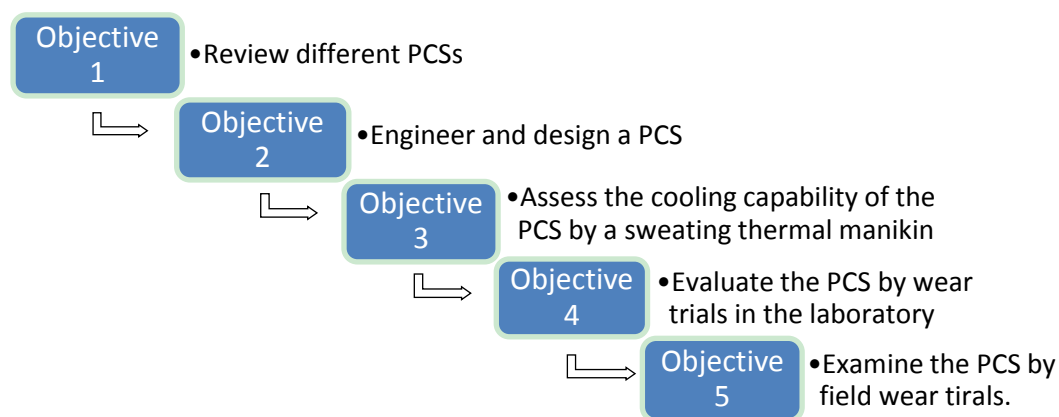 Objective
1
•Review different PCSs
Objective
2
•Engineer and design a PCS
Objective
3
•Assess the cooling capability of the
PCS by a sweating thermal manikin
Objective
4
•Evaluate the PCS by wear
trials in the laboratory
Objective
5
•Examine the PCS by
field wear tirals.